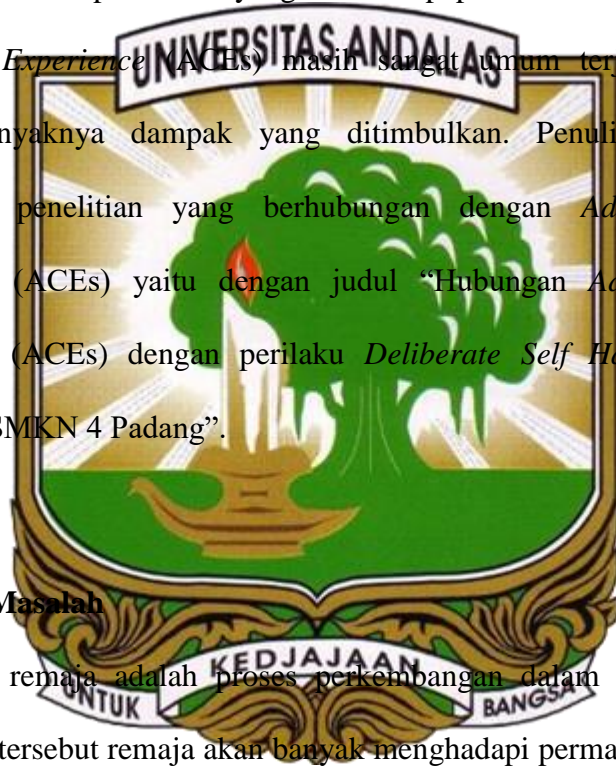 UNIVERSITAS ANDALAS
Experience (ACEs) masih sangat umum
dampak yang ditimbulkan. Penuli
penelitian yang berhubungan dengan Ad
(ACEs) yaitu dengan judul “Hubungan Ad
(ACEs) dengan perilaku Deliberate Self Ha
SMKN 4 Padang”.
Masalah
remaja adalah proses perkembangan dalam
tersebut remaja akan banyak menghadapi perma
UNTUK KEDJAJAAN BANGSA